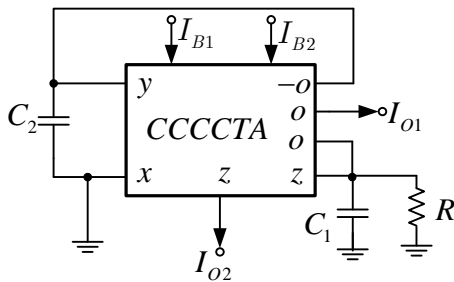 I_{B1} I_{B2}
y -o
C_2 CCCCTA o I_{O1}
o
x z z
C_1 R
I_{O2}